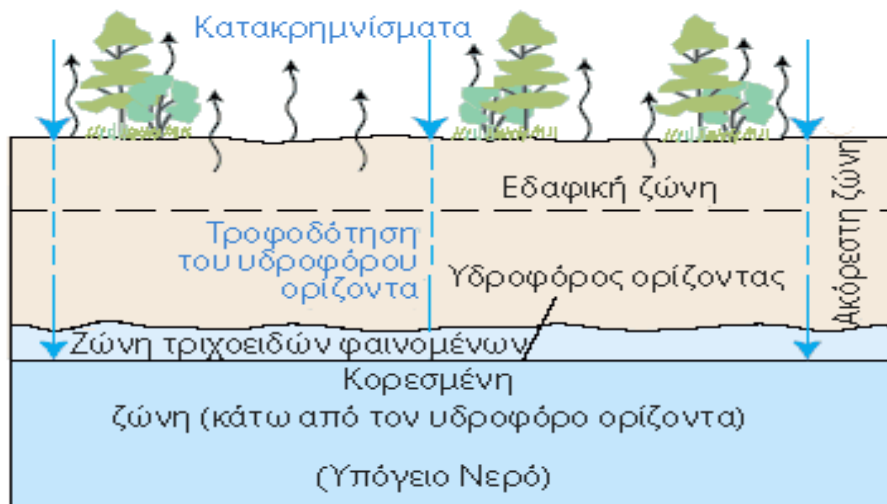 Κατακρημνίσματα
Εδαφική ζώνη
Ακόρεστη ζώνη
Τροφοδότηση
του υδροφόρου
ορίζοντα
Υδροφόρος ορίζοντας
Ζώνη τριχοειδών φαινομένων
Κορεσμένη
ζώνη (κάτω από τον υδροφόρο ορίζοντα)
(Υπόγειο Νερό)